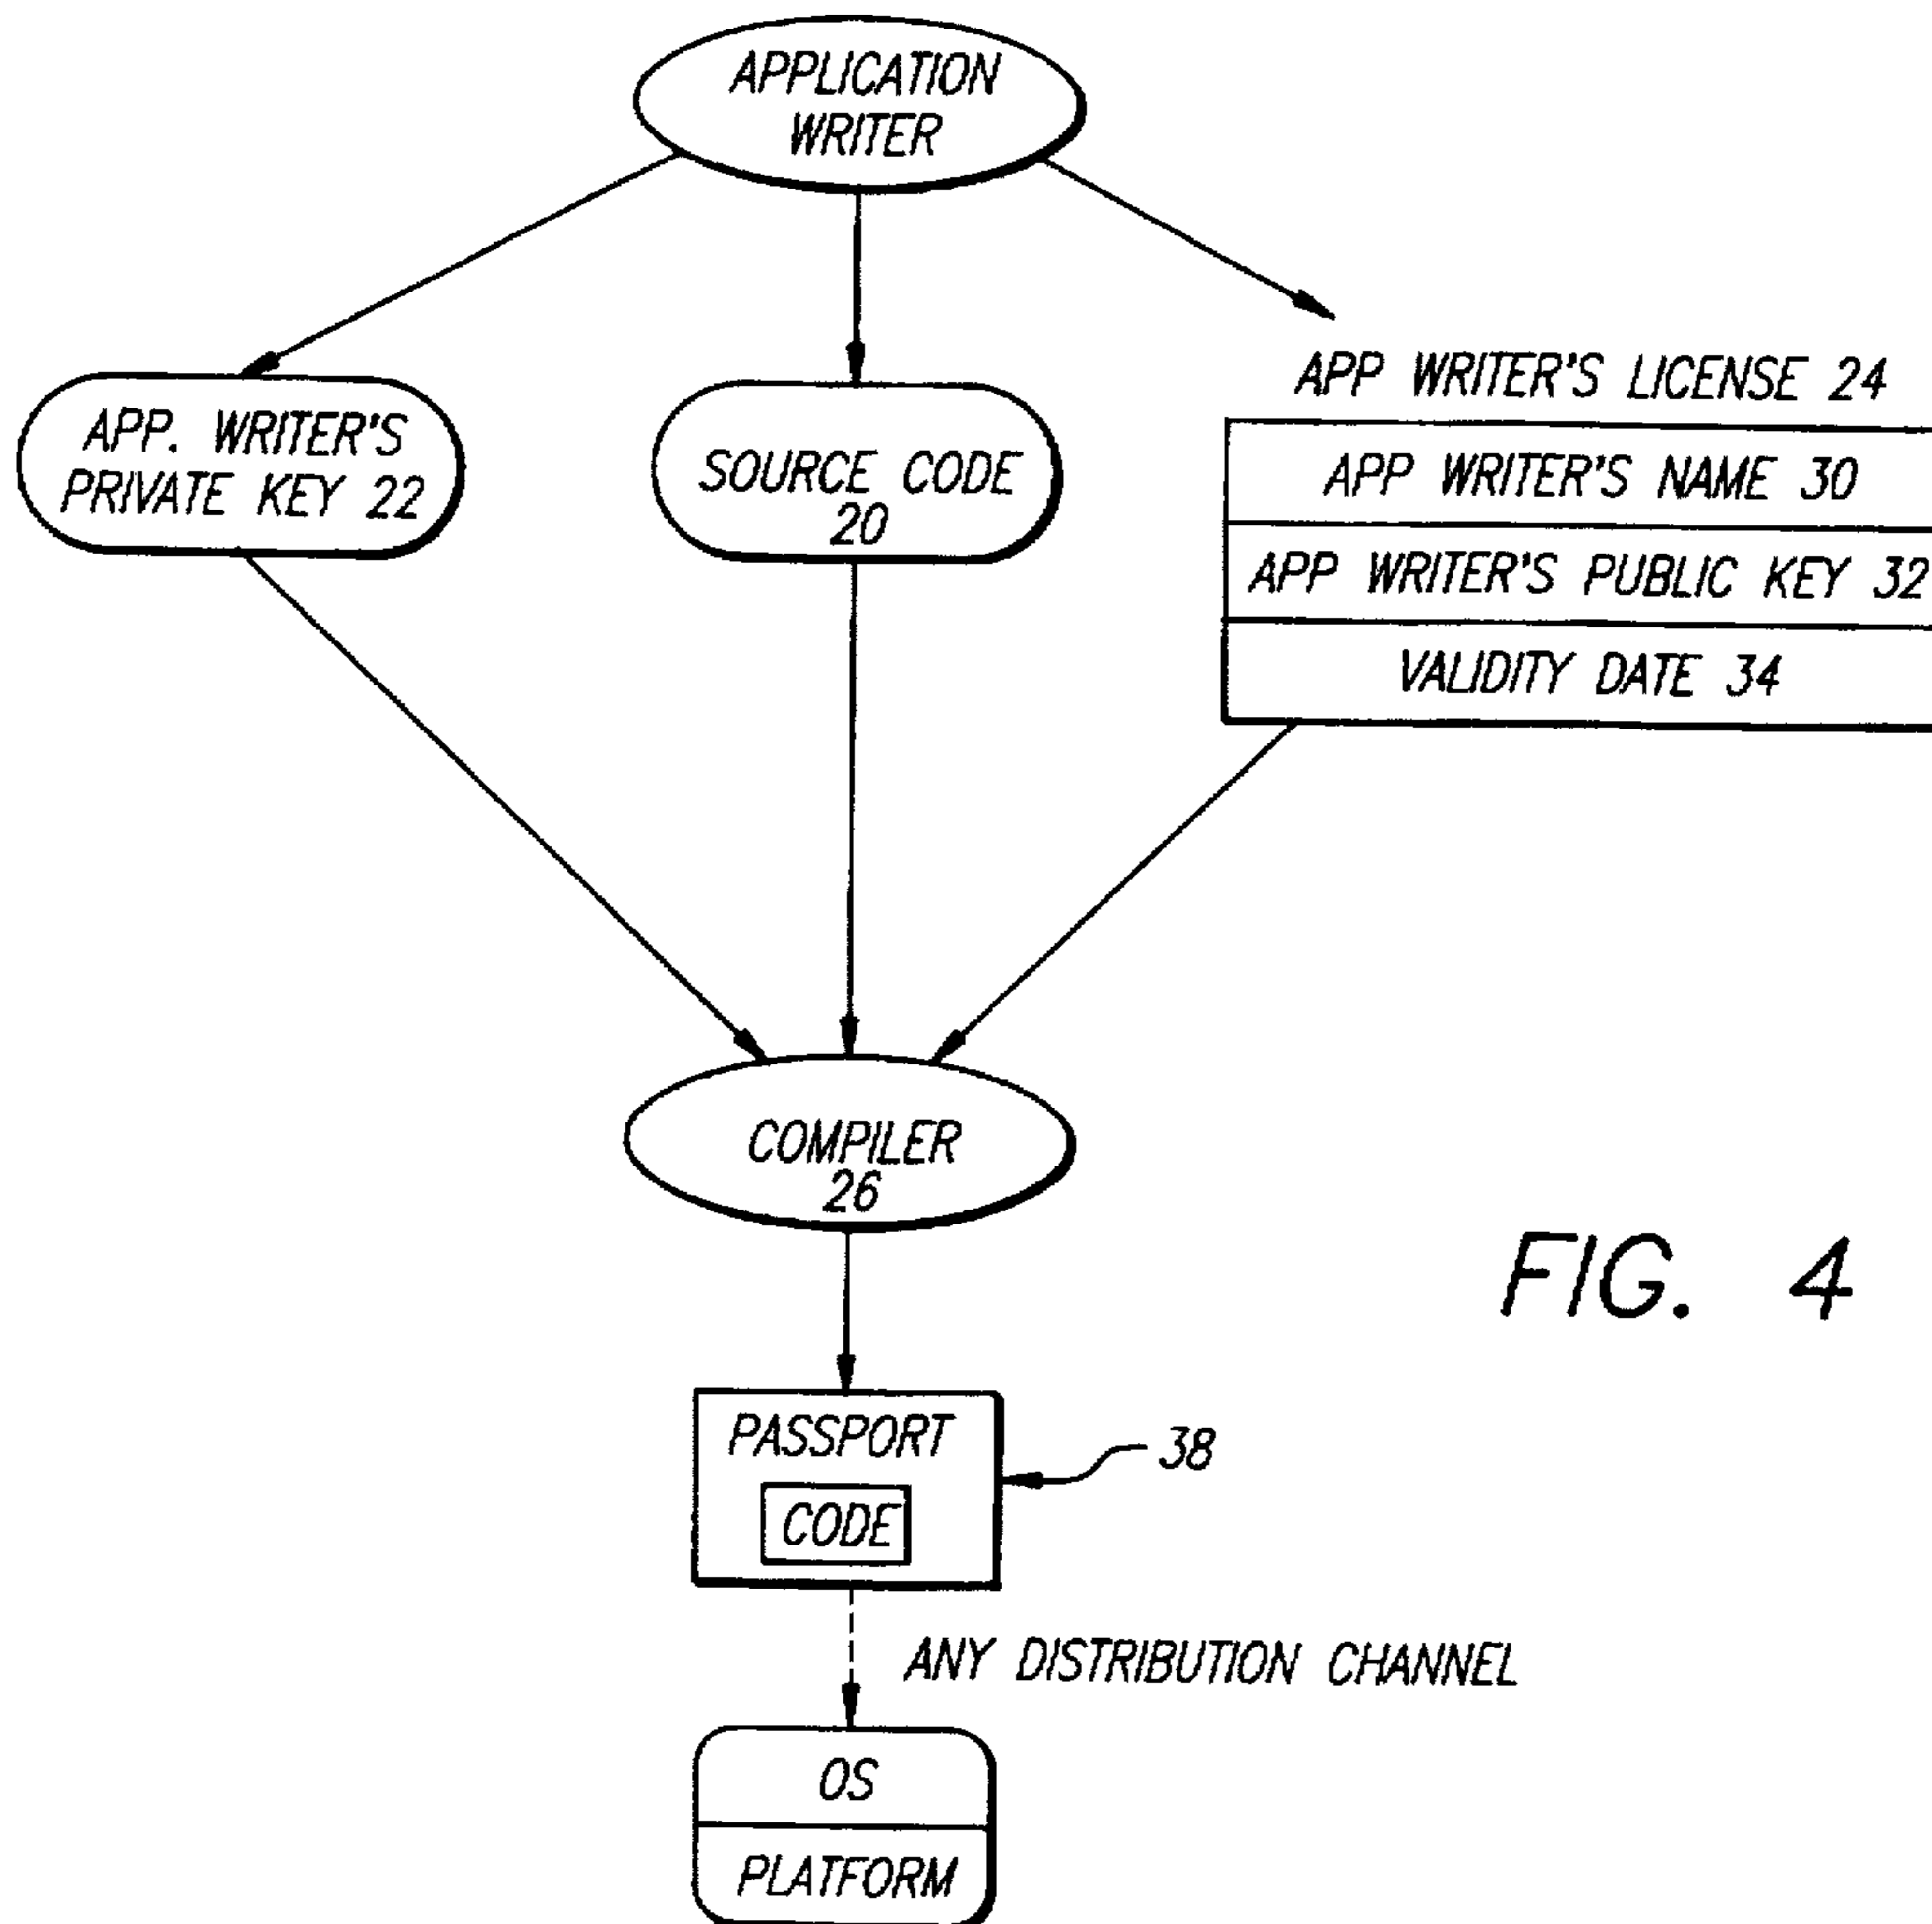 APPLICATION
WRITER
APP. WRITER'S
PRIVATE KEY 22
SOURCE CODE
20
APP WRITER'S LICENSE 24
APP WRITER'S NAME 30
APP WRITER'S PUBLIC KEY 32
VALIDITY DATE 34
COMPILER
26
FIG. 4
PASSPORT
38
CODE
ANY DISTRIBUTION CHANNEL
OS
PLATFORM